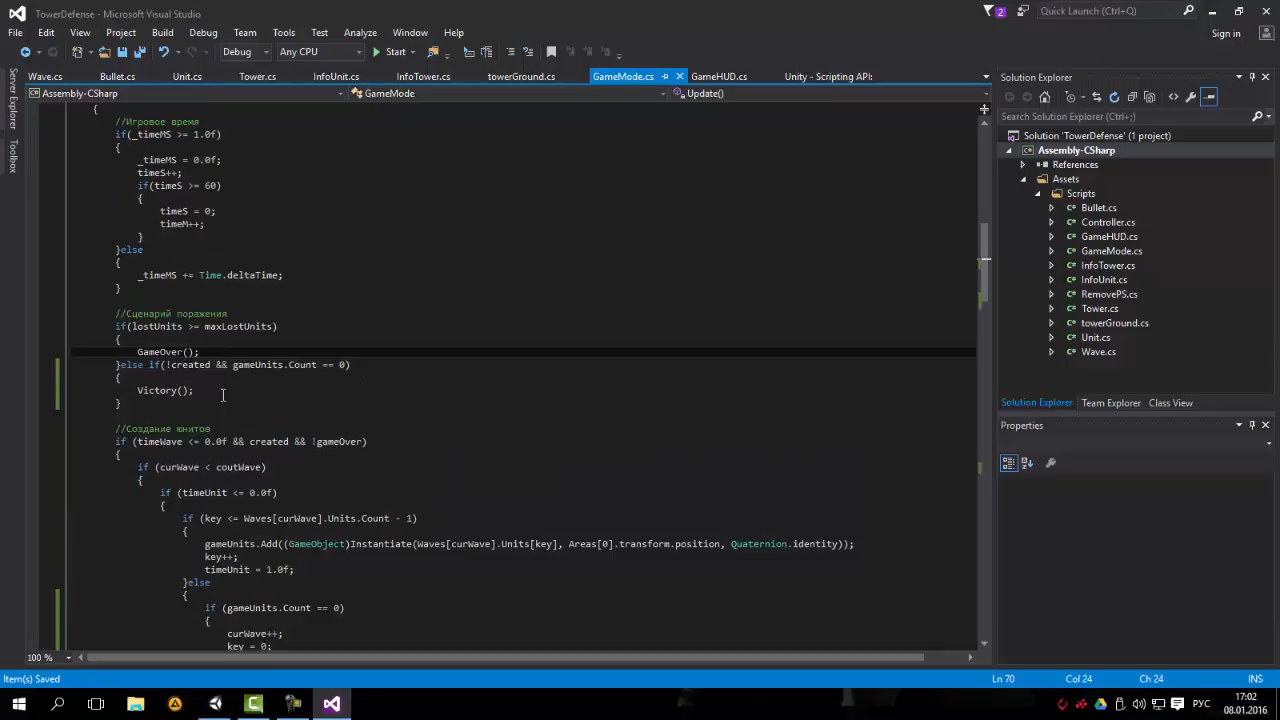 TowerDefense - Microsoft Visual Studio
2
Quick Launch (Ctrl+Q)
File Edit View Project Build Debug Team Tools Test Analyze Window Help
Sign in
Debug Any CPU Start
Server Explorer
Toolbox
Wave.cs Bullet.cs Unit.cs Tower.cs InfoUnit.cs InfoTower.cs towerGround.cs GameMode.cs GameHUD.cs Unity - Scripting API:
Assembly-CSharp GameMode Update()
{
//Игровое время
if(_timeMS >= 1.0f)
{
_timeMS = 0.0f;
timeS++;
if(timeS >= 60)
{
timeS = 0;
timeM++;
}
}else
{
_timeMS += Time.deltaTime;
}
//Сценарий поражения
if(lostUnits >= maxLostUnits)
{
GameOver();
}else if(!created && gameUnits.Count == 0)
{
Victory();
}
//Создание юнитов
if (timeWave <= 0.0f && created && !gameOver)
{
if (curWave < coutWave)
{
if (timeUnit <= 0.0f)
{
if (key <= Waves[curWave].Units.Count - 1)
{
gameUnits.Add((GameObject)Instantiate(Waves[curWave].Units[key], Areas[0].transform.position, Quaternion.identity));
key++;
timeUnit = 1.0f;
}else
{
if (gameUnits.Count == 0)
{
curWave++;
key = 0;
100 %
Solution Explorer
Search Solution Explorer (Ctrl+;)
Solution 'TowerDefense' (1 project)
Assembly-CSharp
References
Assets
Scripts
Bullet.cs
Controller.cs
GameHUD.cs
GameMode.cs
InfoTower.cs
InfoUnit.cs
RemovePS.cs
Tower.cs
towerGround.cs
Unit.cs
Wave.cs
Solution Explorer Team Explorer Class View
Properties
Item(s) Saved Ln 70 Col 24 Ch 24 INS
РУС
17:02
08.01.2016